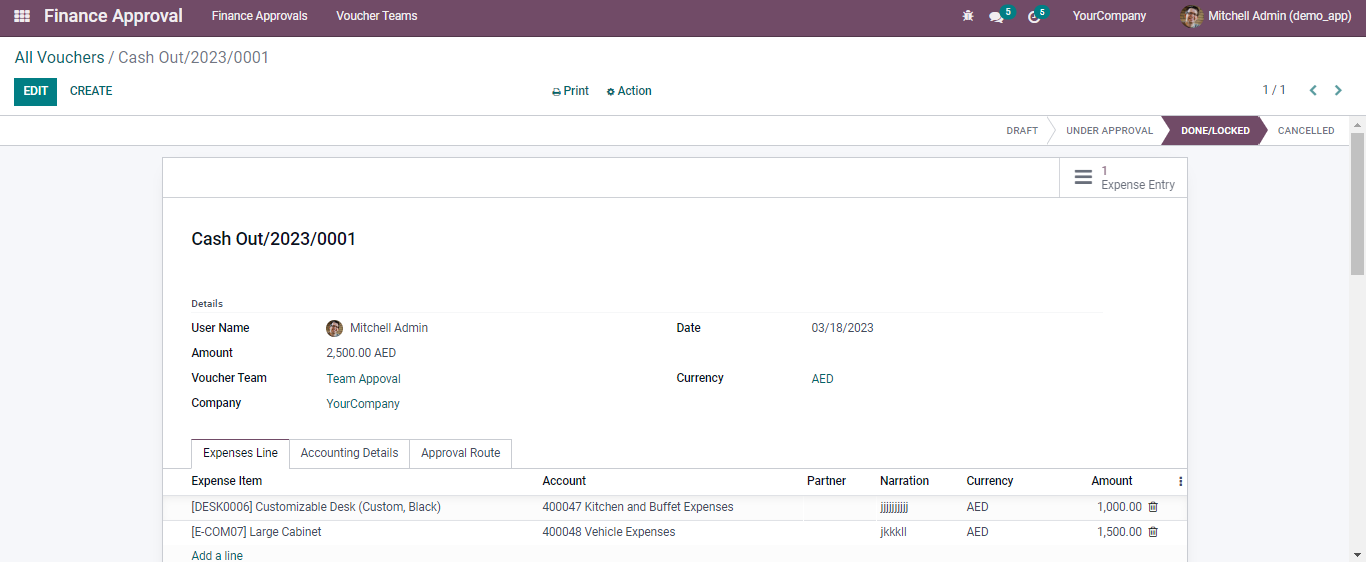 Finance Approval Finance Approvals Voucher Teams 5 5 YourCompany Mitchell Admin (demo_app)
All Vouchers / Cash Out/2023/0001
EDIT CREATE Print Action 1 / 1
DRAFT UNDER APPROVAL DONE/LOCKED CANCELLED
1
Expense Entry
Cash Out/2023/0001
Details
User Name Mitchell Admin Date 03/18/2023
Amount 2,500.00 AED
Voucher Team Team Appoval Currency AED
Company YourCompany
Expenses Line Accounting Details Approval Route
Expense Item Account Partner Narration Currency Amount
[DESK0006] Customizable Desk (Custom, Black) 400047 Kitchen and Buffet Expenses AED 1,000.00
[E-COM07] Large Cabinet 400048 Vehicle Expenses jkkkll AED 1,500.00
Add a line